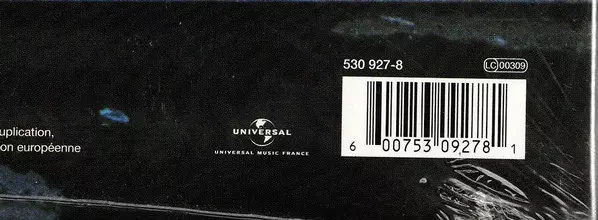 530 927-8
LC 00309
uplication,
on européenne
UNIVERSAL
UNIVERSAL MUSIC FRANCE
6 00753 09278 1